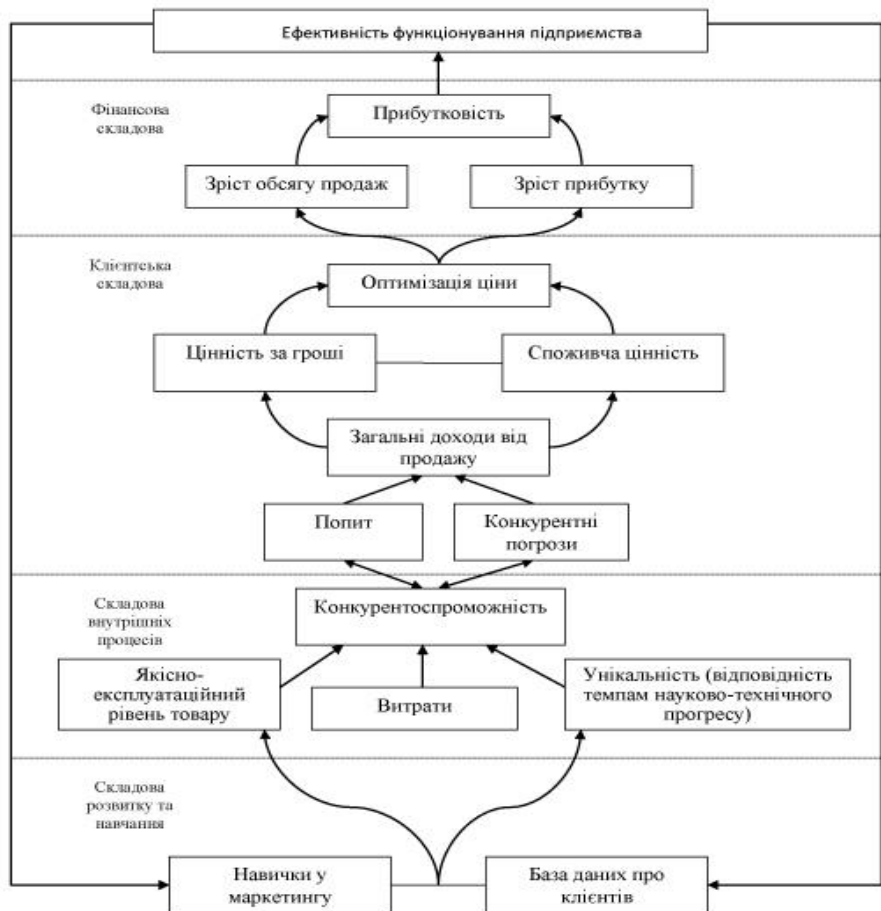 Ефективність функціонування підприємства
Фінансова
складова
Прибутковість
Зріст обсягу продаж
Зріст прибутку
Клієнтська
складова
Оптимізація ціни
Цінність за гроші
Споживча цінність
Загальні доходи від
продажу
Попит
Конкурентні
погрози
Складова
внутрішніх
процесів
Конкурентоспроможність
Якісно-
експлуатаційний
рівень товару
Витрати
Унікальність (відповідність
темпам науково-технічного
прогресу)
Складова
розвитку та
навчання
Навички у
маркетингу
База даних про
клієнтів